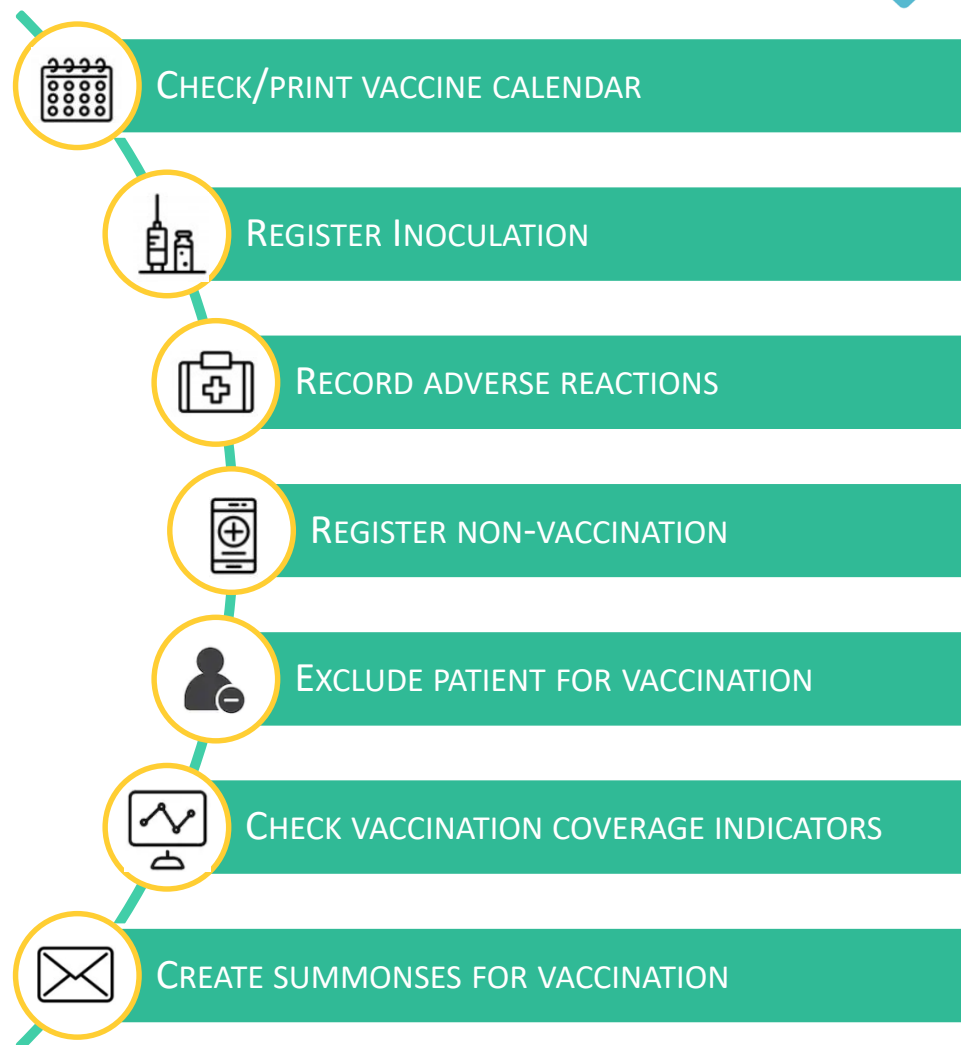 Check/print vaccine calendar
Register Inoculation
Record adverse reactions
Register non-vaccination
Exclude patient for vaccination
Check vaccination coverage indicators
Create summonses for vaccination